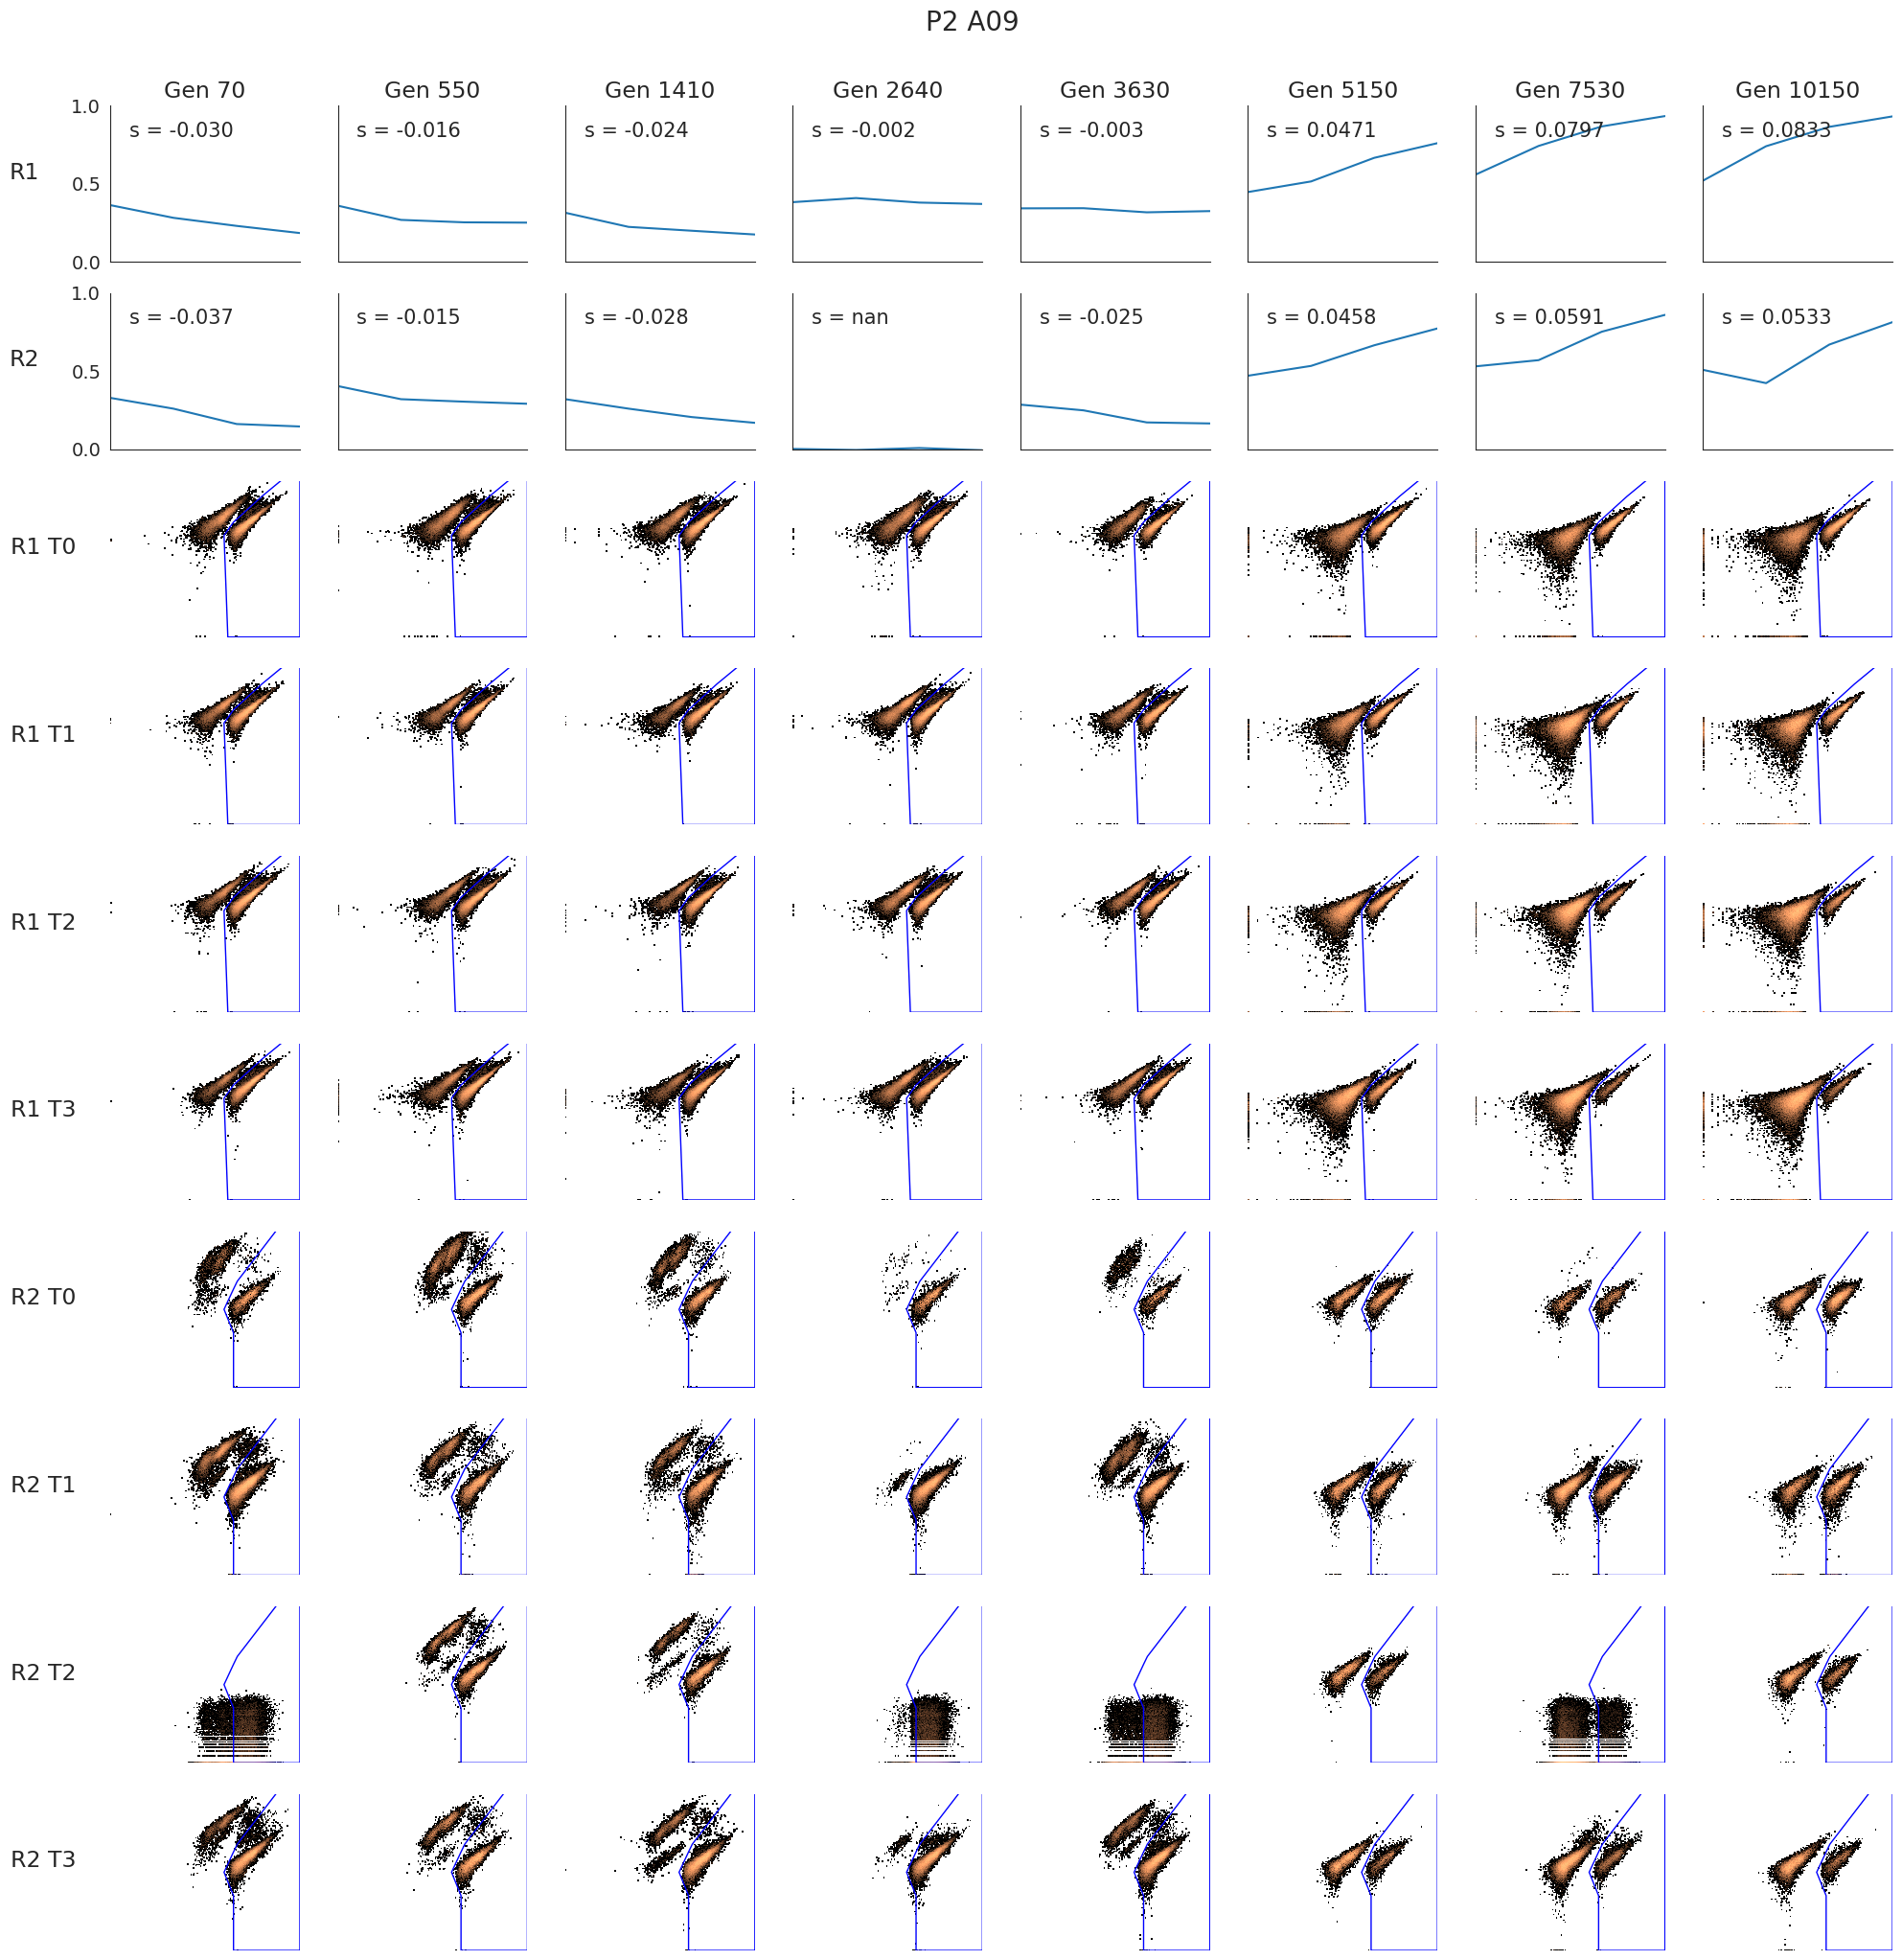 P2 A09
Gen 70 Gen 550 Gen 1410 Gen 2640 Gen 3630 Gen 5150 Gen 7530 Gen 10150
1.0
s = -0.030 s = -0.016 s = -0.024 s = -0.002 s = -0.003 s = 0.0471 s = 0.0797 s = 0.0833
R1
0.5
0.0
1.0
s = -0.037 s = -0.015 s = -0.028 s = nan s = -0.025 s = 0.0458 s = 0.0591 s = 0.0533
R2
0.5
0.0
R1 T0
R1 T1
R1 T2
R1 T3
R2 T0
R2 T1
R2 T2
R2 T3